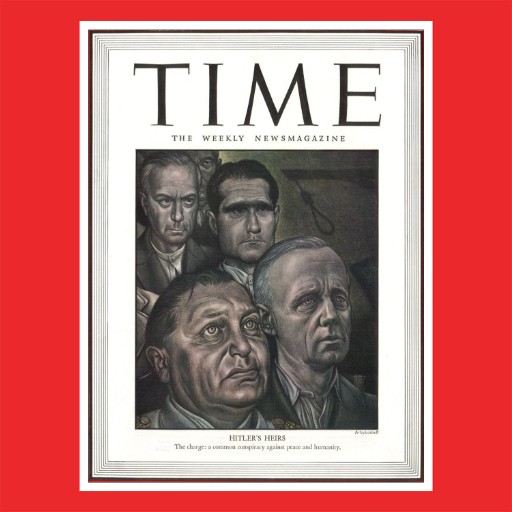 TIME
THE WEEKLY NEWSMAGAZINE
HITLER'S HEIRS
The charge: a common conspiracy against peace and humanity.